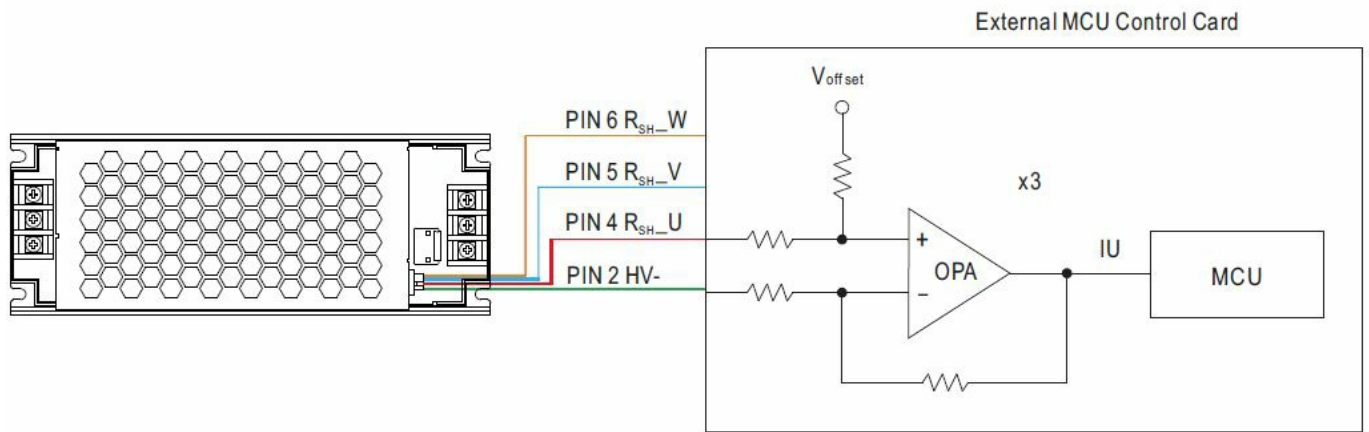 External MCU Control Card
Voffset
PIN 6 RSH_W
PIN 5 RSH_V
x3
PIN 4 RSH_U
+
OPA
IU
MCU
PIN 2 HV-
−